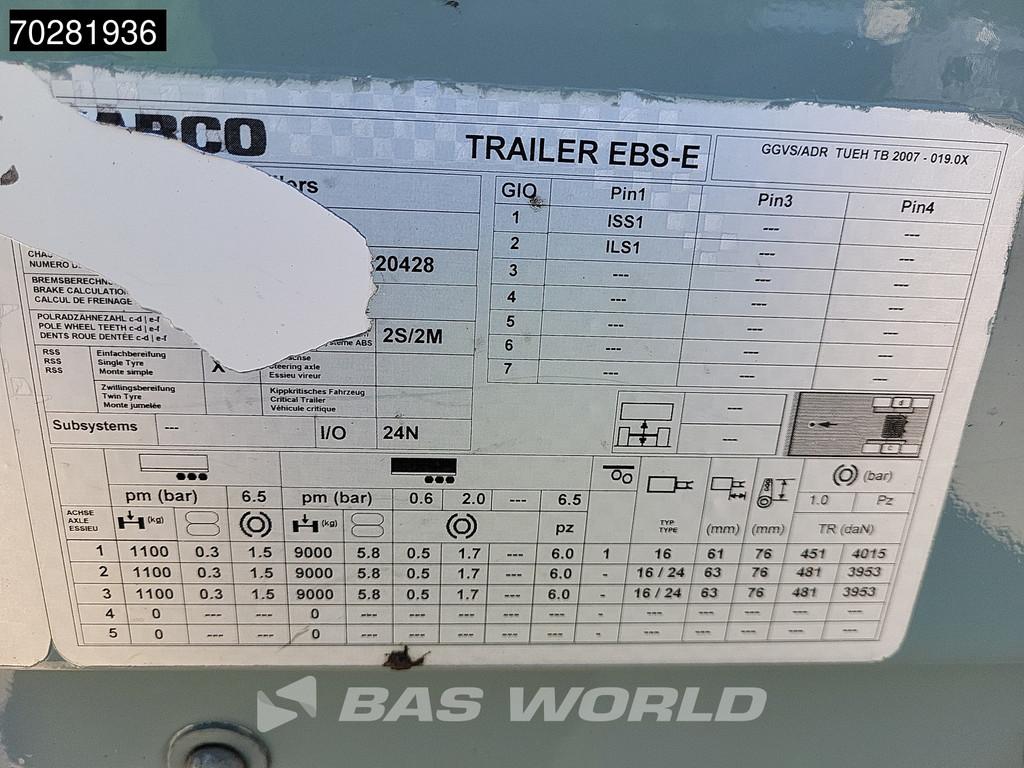 70281936
TRAILER EBS-E
GGVS/ADR TUEH TB 2007 - 019.0X
GIO Pin1 Pin3 Pin4
1 ISS1 --- ---
2 ILS1 --- ---
3 --- --- ---
4 --- --- ---
5 --- --- ---
6 --- --- ---
7 --- --- ---
20428
NUMERO
BRAKE CALCULATION
CALCUL DE FREINAGE
POLRADZÄHNEZAHL c-d | e-f
POLE WHEEL TEETH c-d | e-f
DENTS ROUE DENTÉE c-d | e-f
ABS 2S/2M
RSS Einfachbereifung
RSS Single Tyre X Steering axle
RSS Monte simple Essieu vireur
Zwillingsbereifung Kippkritisches Fahrzeug
Twin Tyre Critical Trailer
Monte jumelée Véhicule critique
Subsystems --- I/O 24N
--- 
---
d
c
pm (bar) 6.5 pm (bar) 0.6 2.0 --- 6.5
(bar)
1.0 Pz
ACHSE
AXLE
ESSIEU
(kg) (kg) pz
TYP
TYPE
(mm) (mm) TR (daN)
1 1100 0.3 1.5 9000 5.8 0.5 1.7 --- 6.0 1 16 61 76 451 4015
2 1100 0.3 1.5 9000 5.8 0.5 1.7 --- 6.0 - 16 / 24 63 76 481 3953
3 1100 0.3 1.5 9000 5.8 0.5 1.7 --- 6.0 - 16 / 24 63 76 481 3953
4 0 --- --- 0 --- --- --- --- --- - --- --- --- --- ---
5 0 --- --- 0 --- --- --- --- --- - --- --- --- --- ---
BAS WORLD